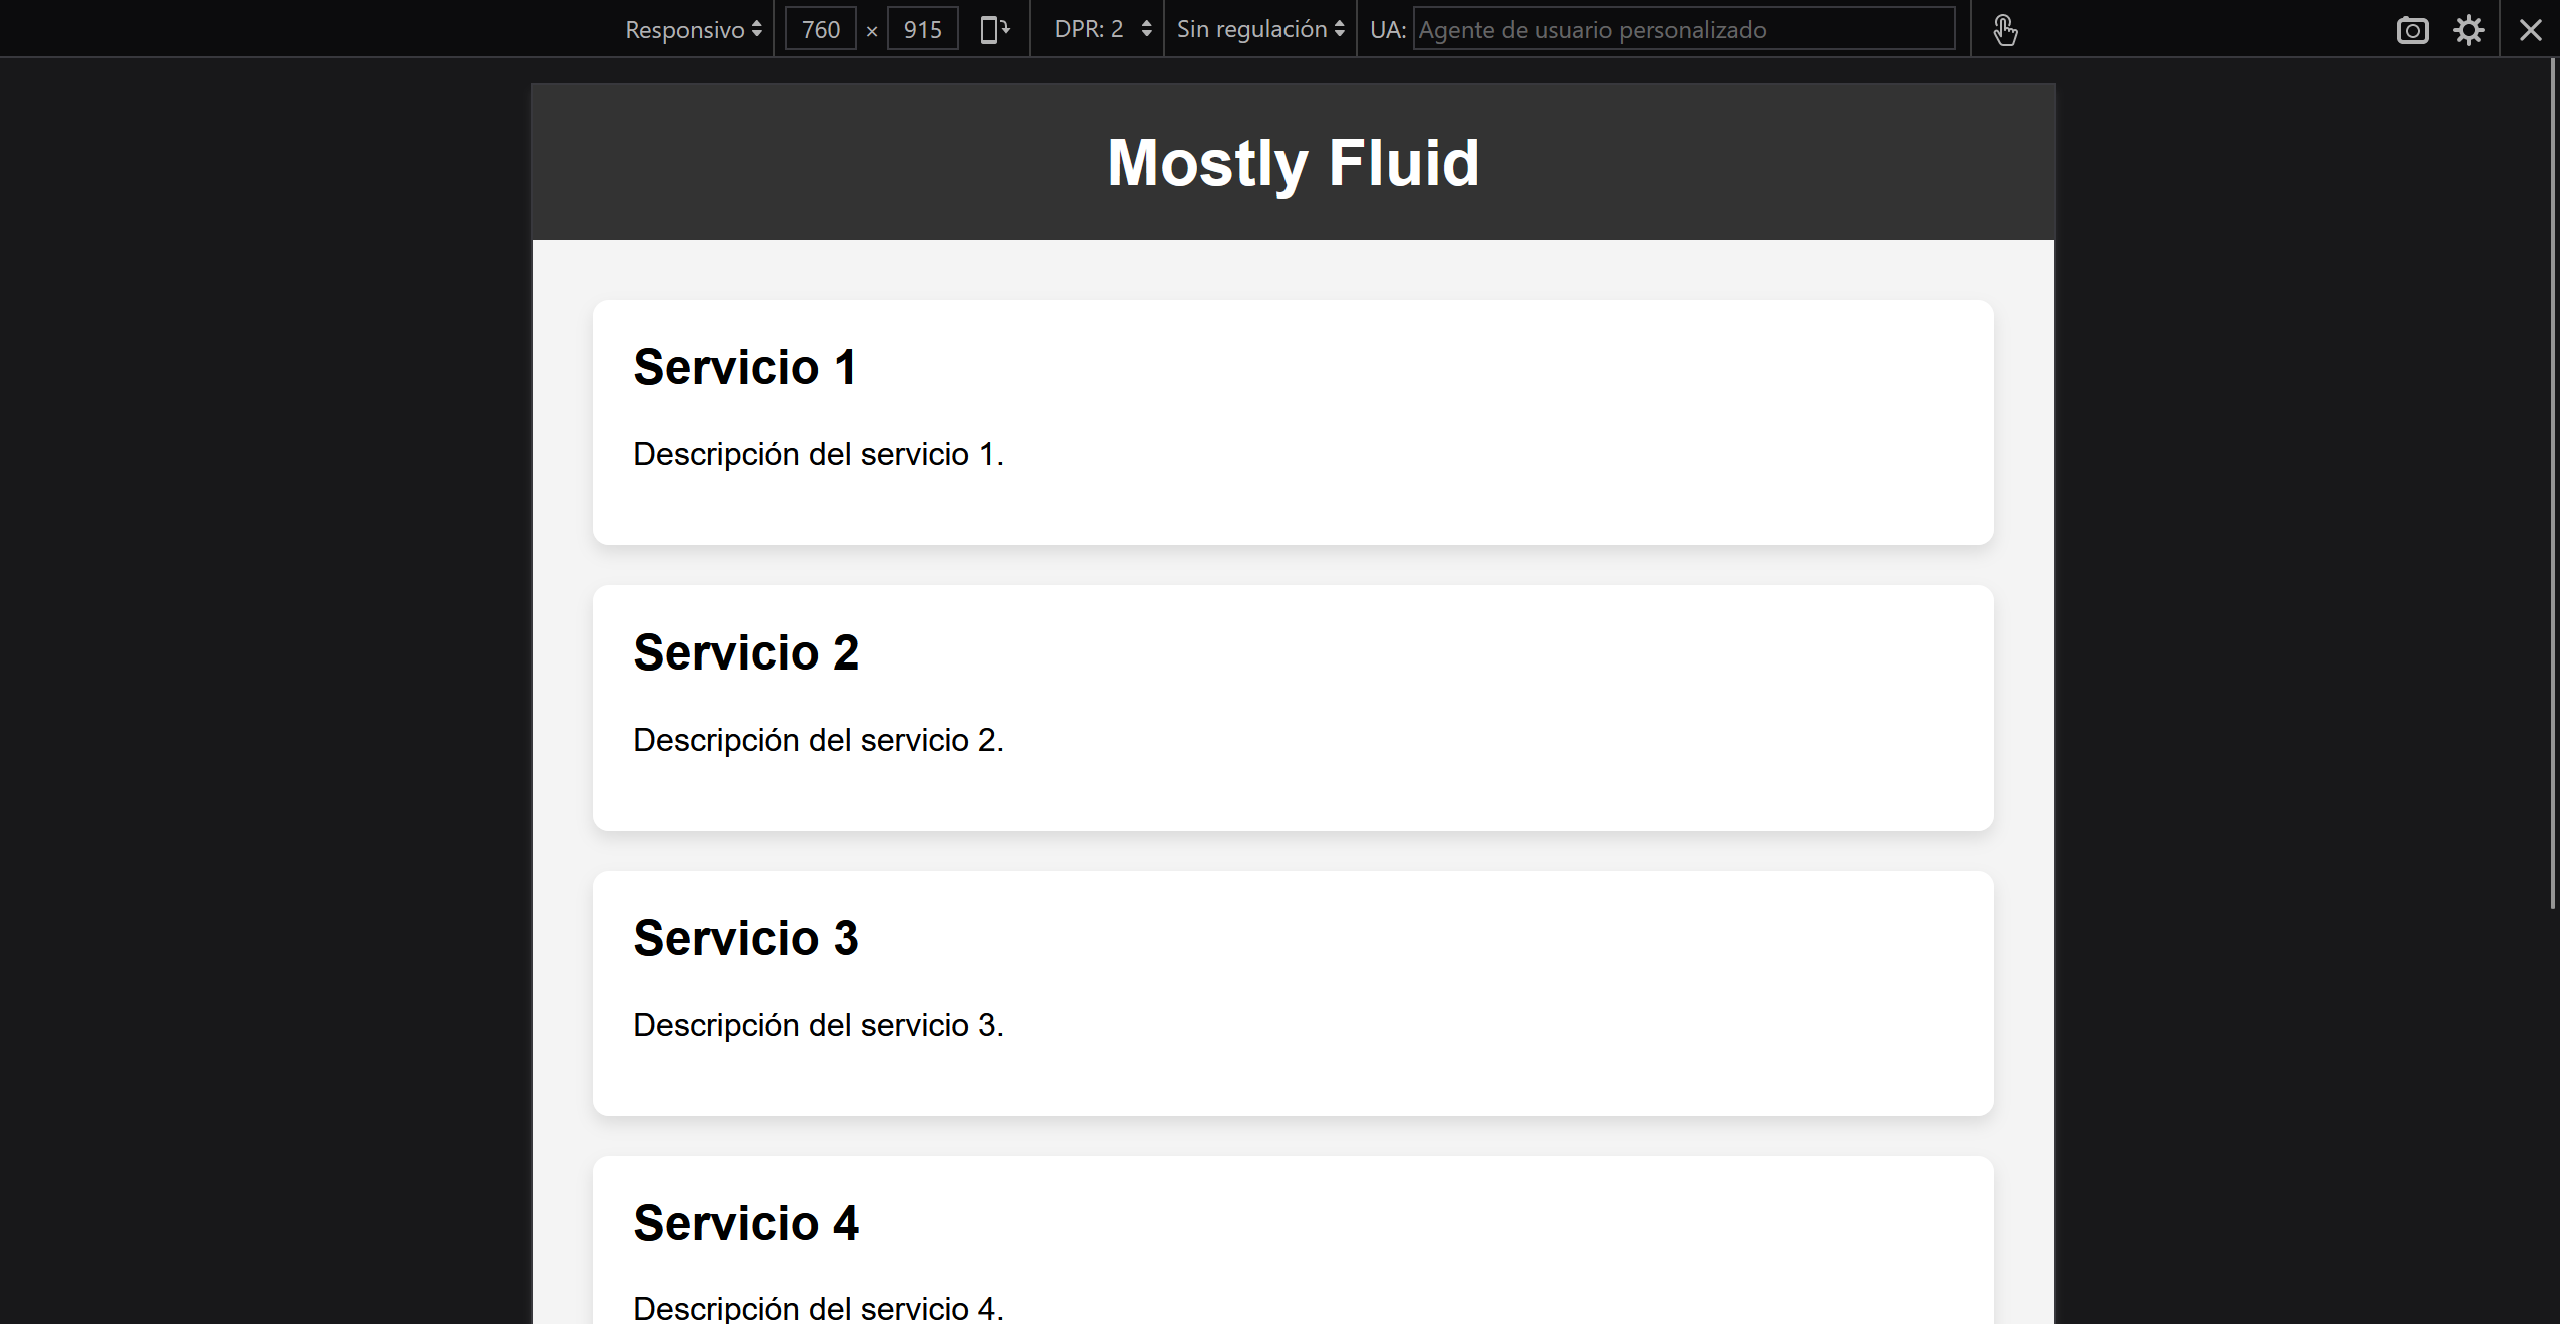 Responsivo 760 × 915 DPR: 2 Sin regulación UA: Agente de usuario personalizado
Mostly Fluid
Servicio 1
Descripción del servicio 1.
Servicio 2
Descripción del servicio 2.
Servicio 3
Descripción del servicio 3.
Servicio 4
Descripción del servicio 4.